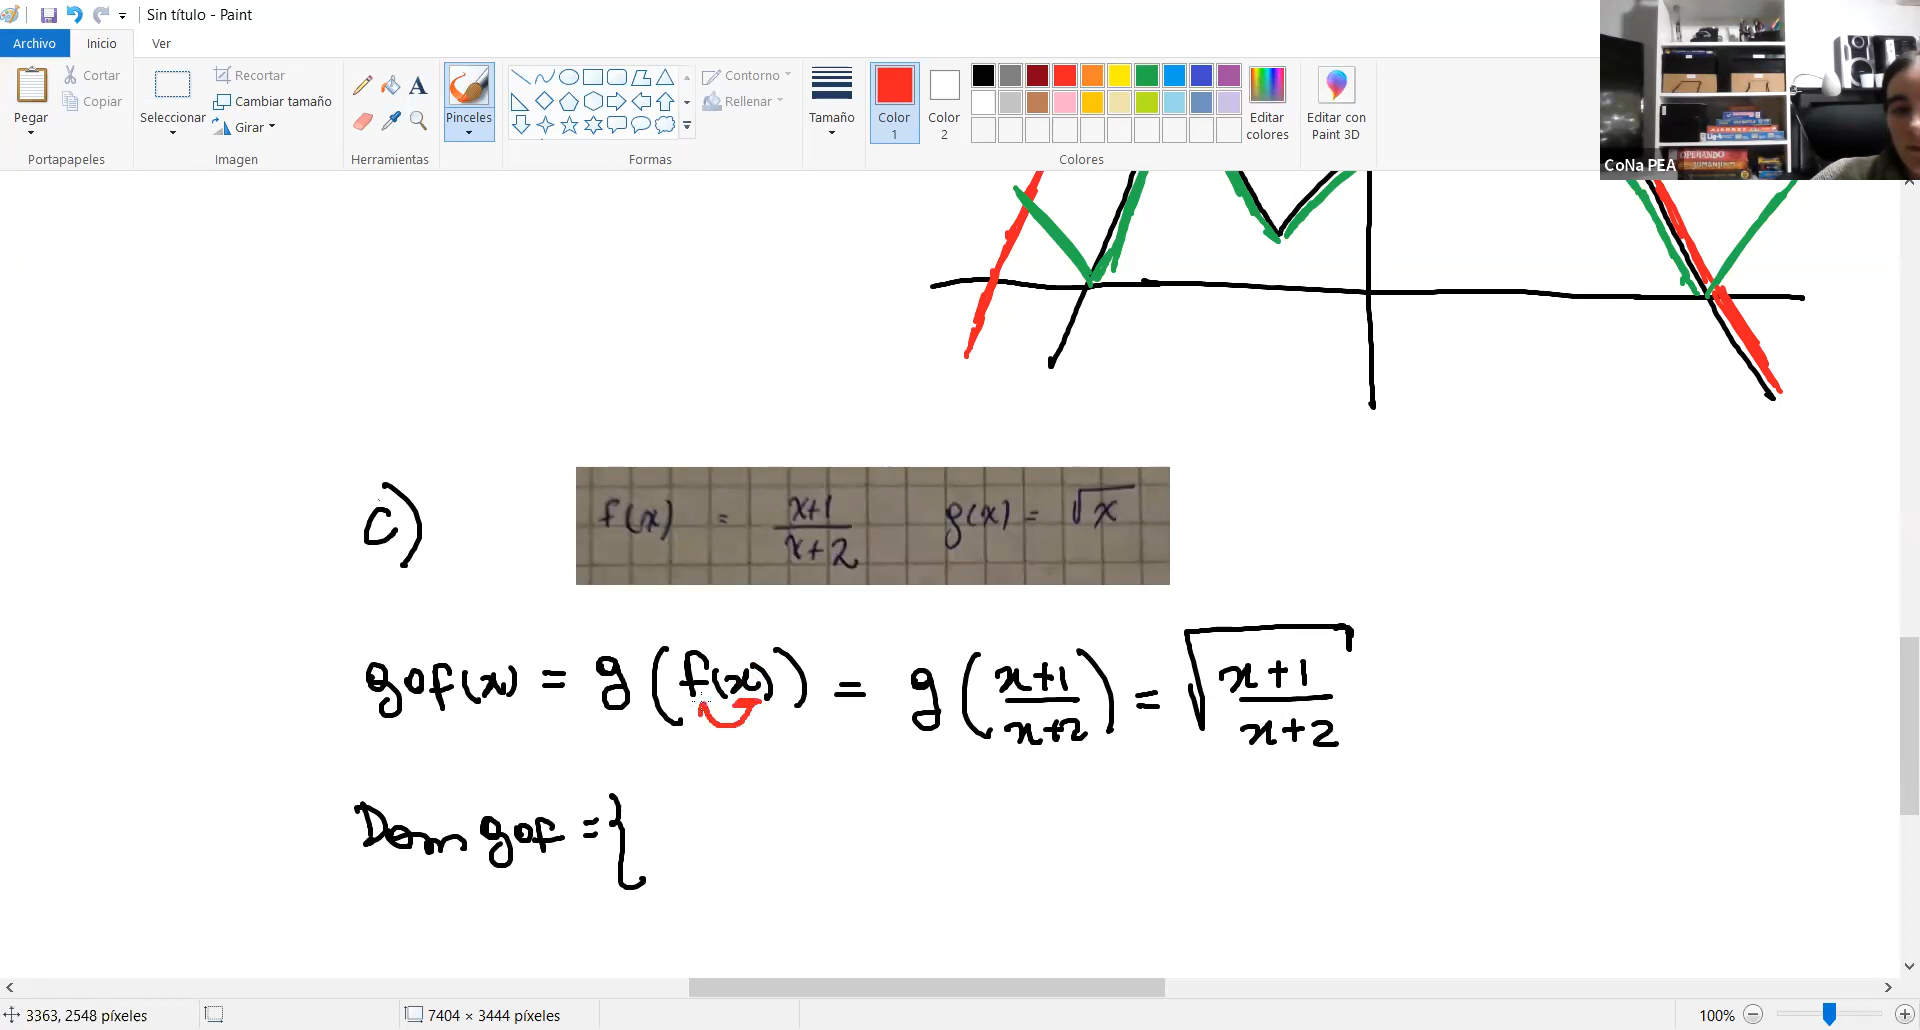 Sin título - Paint
Archivo Inicio Ver
Pegar
Cortar
Copiar
Portapapeles
Seleccionar
Recortar
Cambiar tamaño
Girar
Imagen
A
Herramientas
Pinceles
Contorno
Rellenar
Formas
Tamaño
Color 1
Color 2
Editar colores
Editar con Paint 3D
Colores
OPERANDO
CoNa PEA
c)
f(x) = x+1 / x+2 g(x) = √x
gof(x) = g(f(x)) = g(x+1 / x+2) = √(x+1 / x+2)
Dom gof = {
3363, 2548 píxeles
7404 × 3444 píxeles
100%